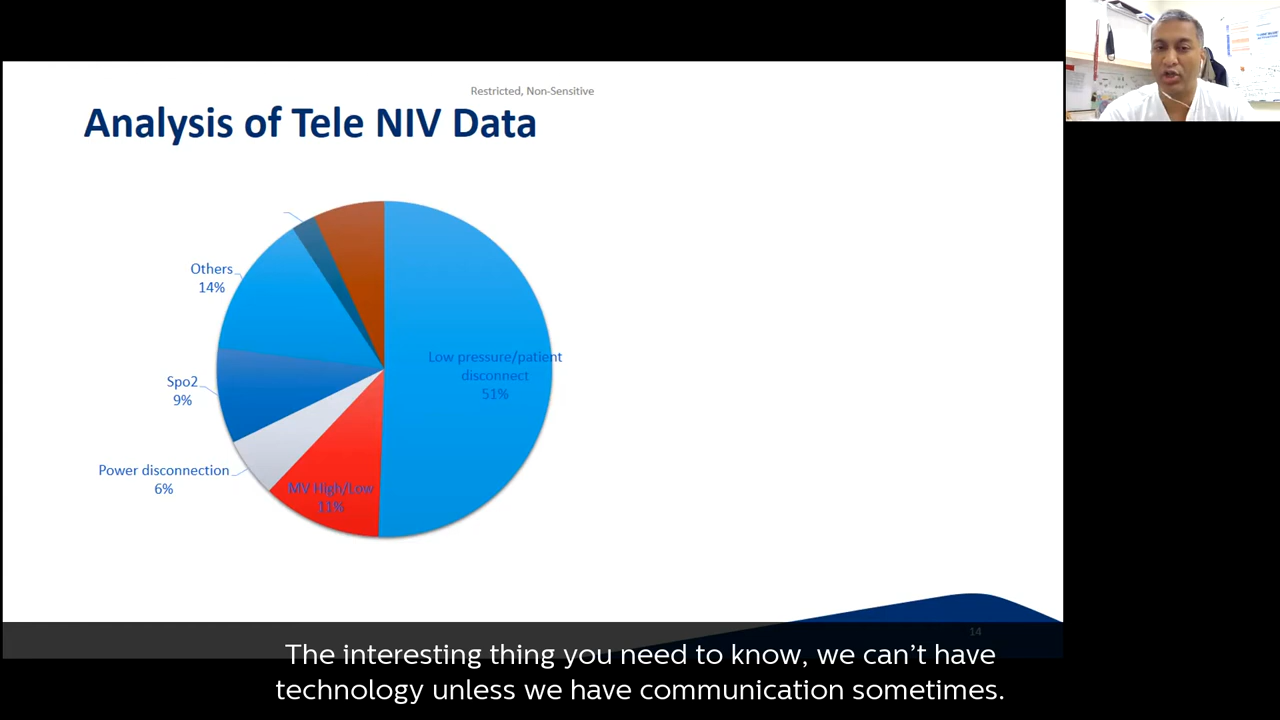 Restricted, Non-Sensitive
Analysis of Tele NIV Data
Others
14%
Spo2
9%
Power disconnection
6%
MV High/Low
11%
Low pressure/patient
disconnect
51%
14
The interesting thing you need to know, we can't have
technology unless we have communication sometimes.